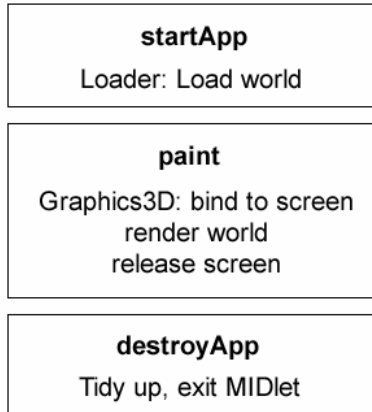 startApp
Loader: Load world
paint
Graphics3D: bind to screen
render world
release screen
destroyApp
Tidy up, exit MIDlet